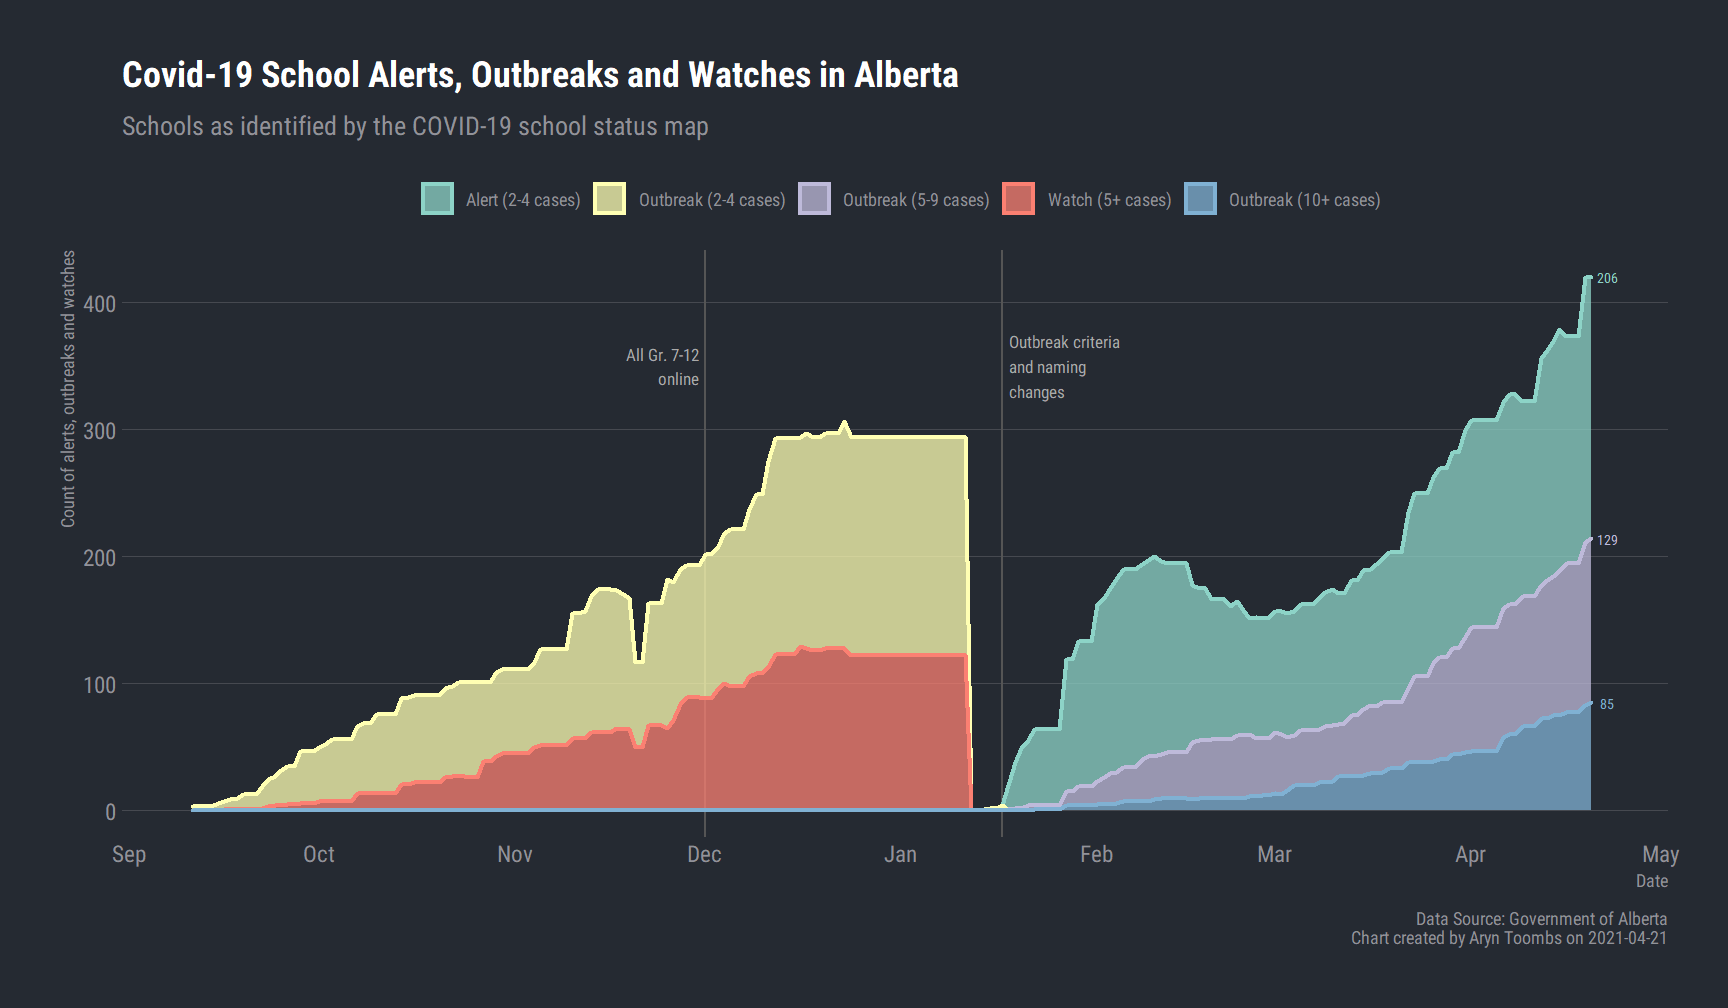 Covid-19 School Alerts, Outbreaks and Watches in Alberta
Schools as identified by the COVID-19 school status map
Alert (2-4 cases) Outbreak (2-4 cases) Outbreak (5-9 cases) Watch (5+ cases) Outbreak (10+ cases)
Count of alerts, outbreaks and watches
400
300
200
100
0
All Gr. 7-12
online
Outbreak criteria
and naming
changes
206
129
85
Sep Oct Nov Dec Jan Feb Mar Apr May
Date
Data Source: Government of Alberta
Chart created by Aryn Toombs on 2021-04-21